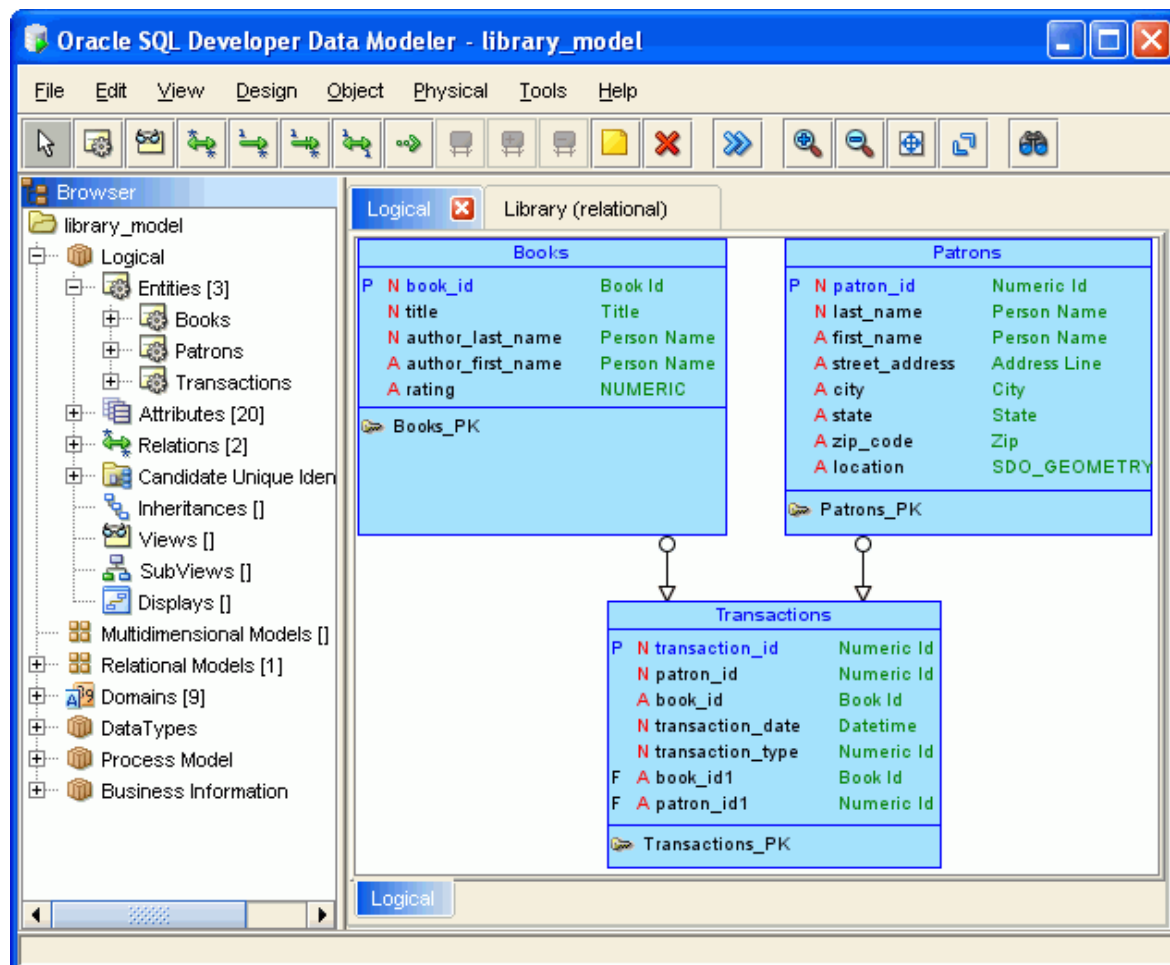 Oracle SQL Developer Data Modeler - library_model
File Edit View Design Object Physical Tools Help
Browser
library_model
Logical
Entities [3]
Books
Patrons
Transactions
Attributes [20]
Relations [2]
Candidate Unique Iden
Inheritances []
Views []
SubViews []
Displays []
Multidimensional Models []
Relational Models [1]
Domains [9]
DataTypes
Process Model
Business Information
Logical Library (relational)
Books
P N book_id Book Id
N title Title
N author_last_name Person Name
A author_first_name Person Name
A rating NUMERIC
Books_PK
Patrons
P N patron_id Numeric Id
N last_name Person Name
A first_name Person Name
A street_address Address Line
A city City
A state State
A zip_code Zip
A location SDO_GEOMETRY
Patrons_PK
Transactions
P N transaction_id Numeric Id
N patron_id Numeric Id
A book_id Book Id
N transaction_date Datetime
N transaction_type Numeric Id
F A book_id1 Book Id
F A patron_id1 Numeric Id
Transactions_PK
Logical